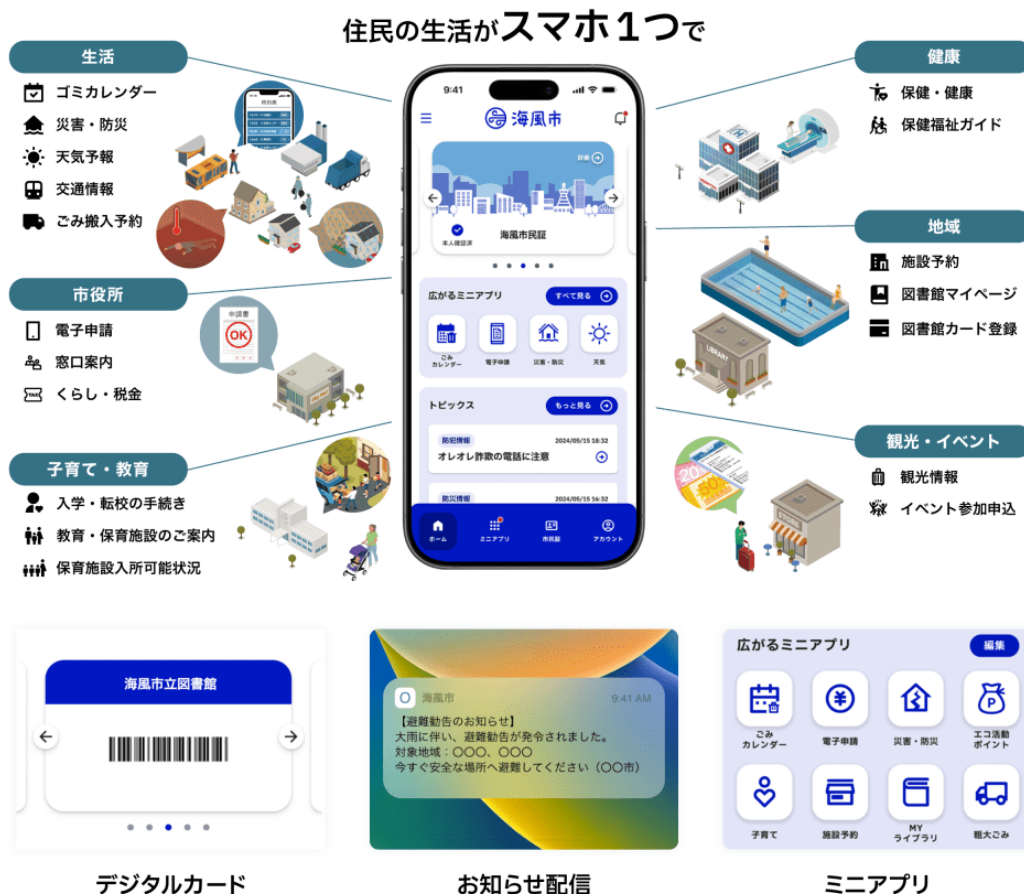 住民の生活がスマホ1つで
生活
ゴミカレンダー
災害・防災
天気予報
交通情報
ごみ搬入予約
市役所
電子申請
窓口案内
TAX
くらし・税金
子育て・教育
入学・転校の手続き
教育・保育施設のご案内
保育施設入所可能状況
時刻表
申請書
OK
9:41
海風市
詳細
本人確認済
海風市民証
広がるミニアプリ
すべて見る
ごみ
カレンダー
電子申請
災害・防災
天気
トピックス
もっと見る
防犯情報
2024/05/15 18:32
オレオレ詐欺の電話に注意
防災情報
2024/05/15 16:32
ホーム
ミニアプリ
市民証
アカウント
健康
保健・健康
保健福祉ガイド
H
地域
施設予約
図書館マイページ
図書館カード登録
LIBRARY
観光・イベント
観光情報
イベント参加申込
20%
50%
海風市立図書館
デジタルカード
海風市
9:41 AM
【避難勧告のお知らせ】
大雨に伴い、避難勧告が発令されました。
対象地域：〇〇〇、〇〇〇
今すぐ安全な場所へ避難してください（〇〇市）
お知らせ配信
広がるミニアプリ
編集
ごみ
カレンダー
電子申請
災害・防災
P
エコ活動
ポイント
子育て
施設予約
MY
ライブラリ
粗大ごみ
ミニアプリ